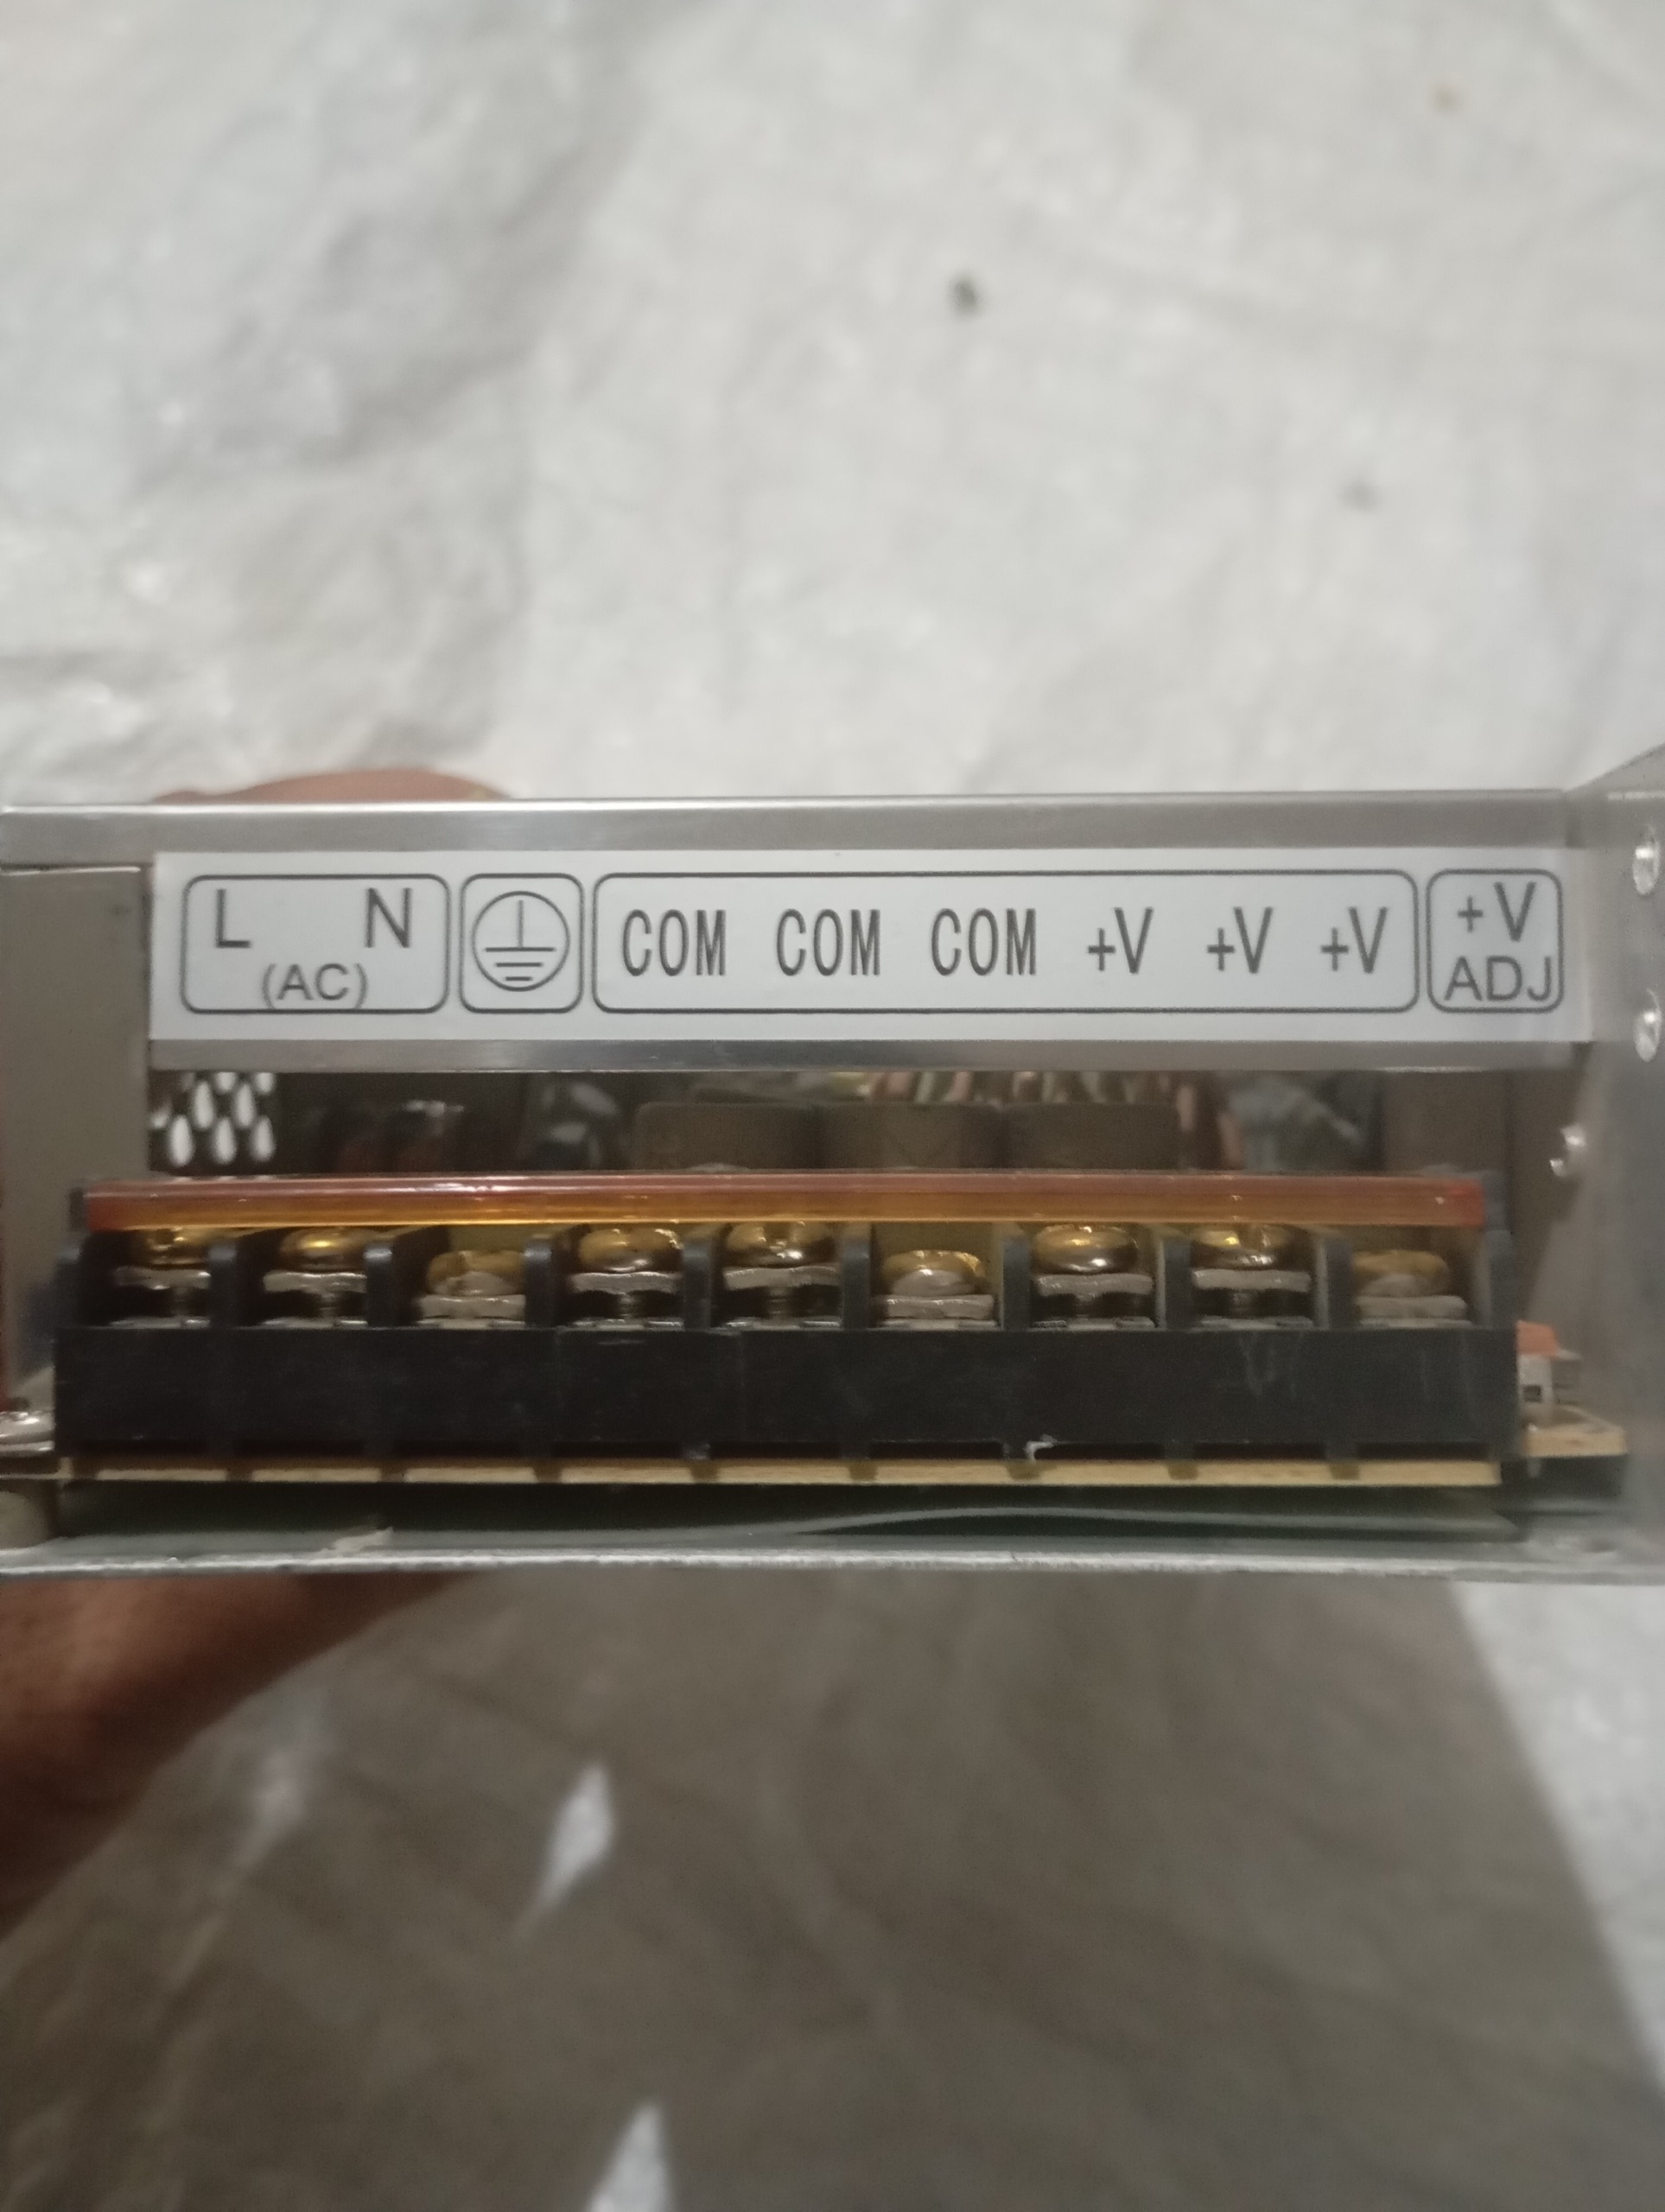 L N
(AC)
COM COM COM +V +V +V
+V
ADJ